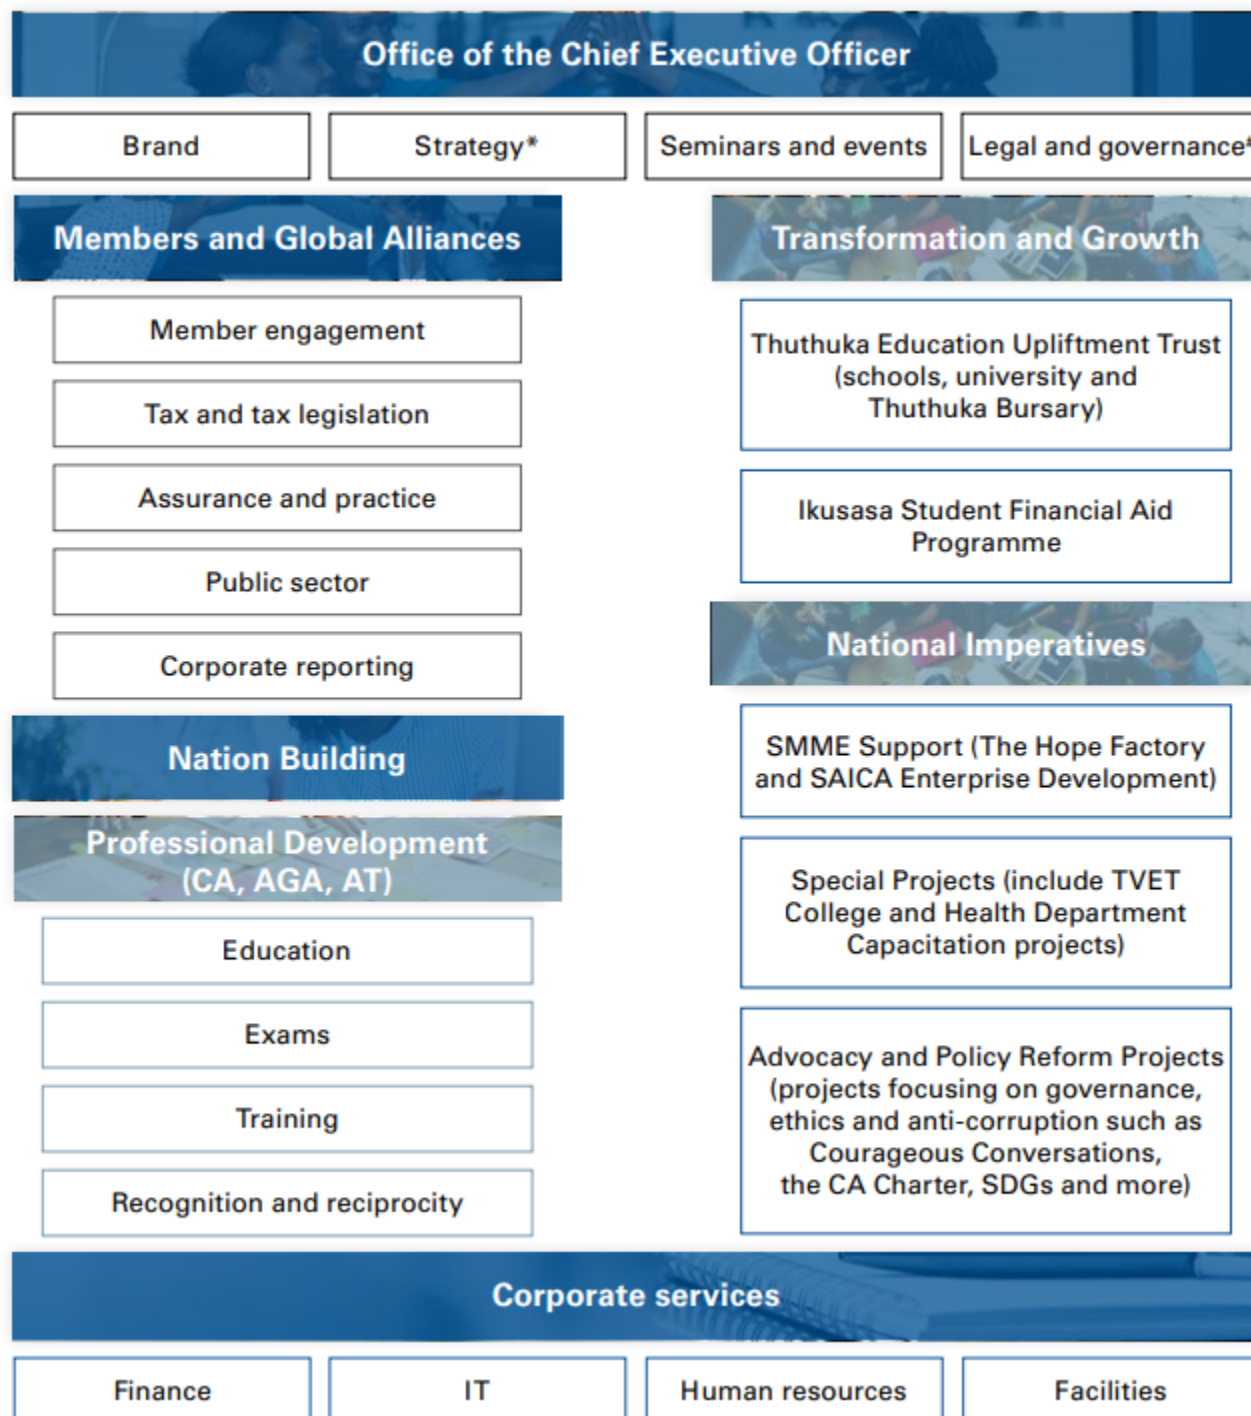 Office of the Chief Executive Officer
Brand
Strategy*
Seminars and events
Legal and governance*
Members and Global Alliances
Member engagement
Tax and tax legislation
Assurance and practice
Public sector
Corporate reporting
Nation Building
Professional Development
(CA, AGA, AT)
Education
Exams
Training
Recognition and reciprocity
Transformation and Growth
Thuthuka Education Upliftment Trust
(schools, university and
Thuthuka Bursary)
Ikusasa Student Financial Aid
Programme
National Imperatives
SMME Support (The Hope Factory
and SAICA Enterprise Development)
Special Projects (include TVET
College and Health Department
Capacitation projects)
Advocacy and Policy Reform Projects
(projects focusing on governance,
ethics and anti-corruption such as
Courageous Conversations,
the CA Charter, SDGs and more)
Corporate services
Finance
IT
Human resources
Facilities